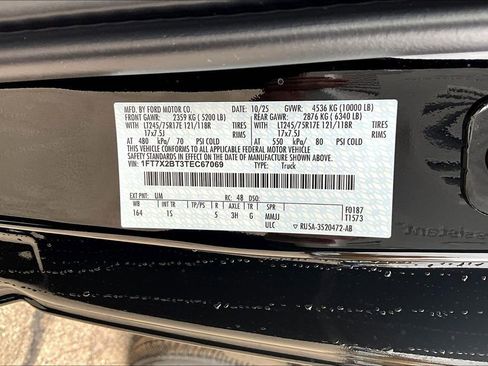 MFD. BY FORD MOTOR CO. 10/25 GVWR: 4536 KG (10000 LB)
FRONT GAWR: 2359 KG (5200 LB) REAR GAWR: 2876 KG (6340 LB)
WITH LT245/75R17E 121/118R TIRES WITH LT245/75R17E 121/118R TIRES
17x7.5J RIMS 17x7.5J RIMS
AT 480 kPa/ 70 PSI COLD AT 550 kPa/ 80 PSI COLD
THIS VEHICLE CONFORMS TO ALL APPLICABLE FEDERAL MOTOR VEHICLE
SAFETY STANDARDS IN EFFECT ON THE DATE OF MANUFACTURE SHOWN ABOVE.
VIN: 1FT7X2BT3TEC67069 TYPE: Truck
EXT PNT: UM RC: 48 DSO: F0187
WB TP/PS R AXLE TR
164 15 5 3H G MMJJ T1573
ULC RU5A-3520472-AB